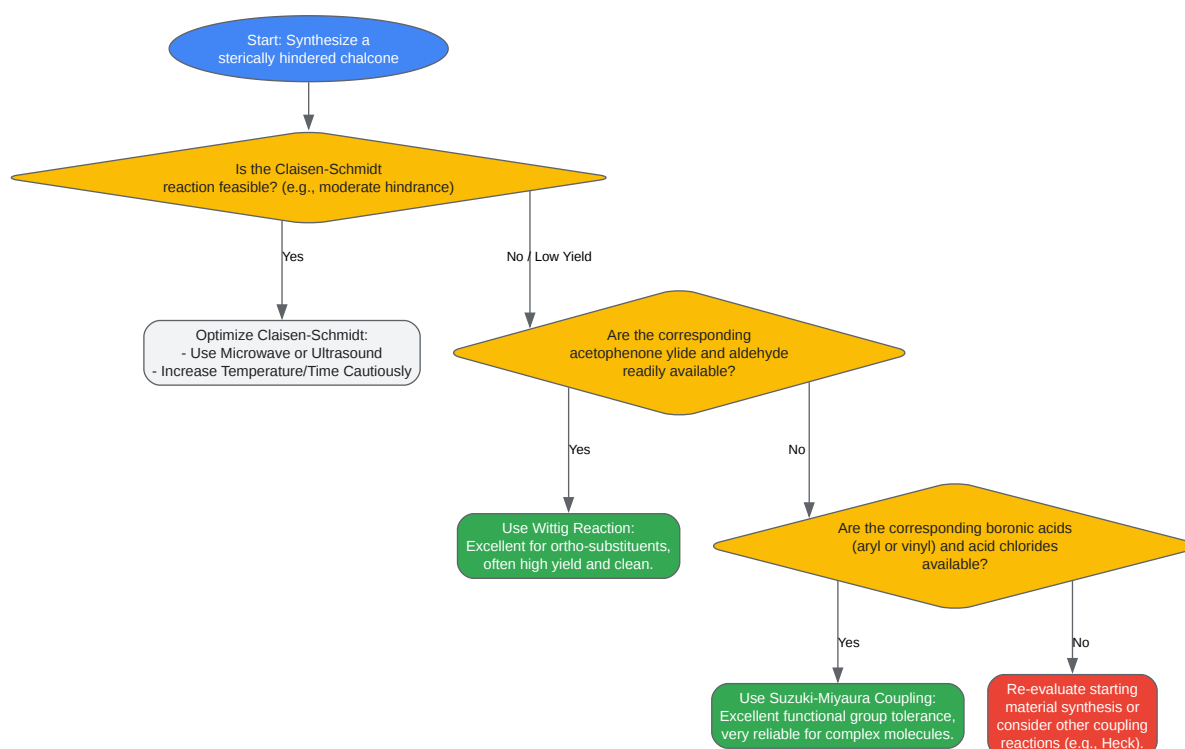 Start: Synthesize a
sterically hindered chalcone
Is the Claisen-Schmidt
reaction feasible? (e.g., moderate hindrance)
Yes
No / Low Yield
Optimize Claisen-Schmidt:
- Use Microwave or Ultrasound
- Increase Temperature/Time Cautiously
Are the corresponding
acetophenone ylide and aldehyde
readily available?
Yes
No
Use Wittig Reaction:
Excellent for ortho-substituents,
often high yield and clean.
Are the corresponding boronic acids
(aryl or vinyl) and acid chlorides
available?
Yes
No
Use Suzuki-Miyaura Coupling:
Excellent functional group tolerance,
very reliable for complex molecules.
Re-evaluate starting
material synthesis or
consider other coupling
reactions (e.g., Heck).